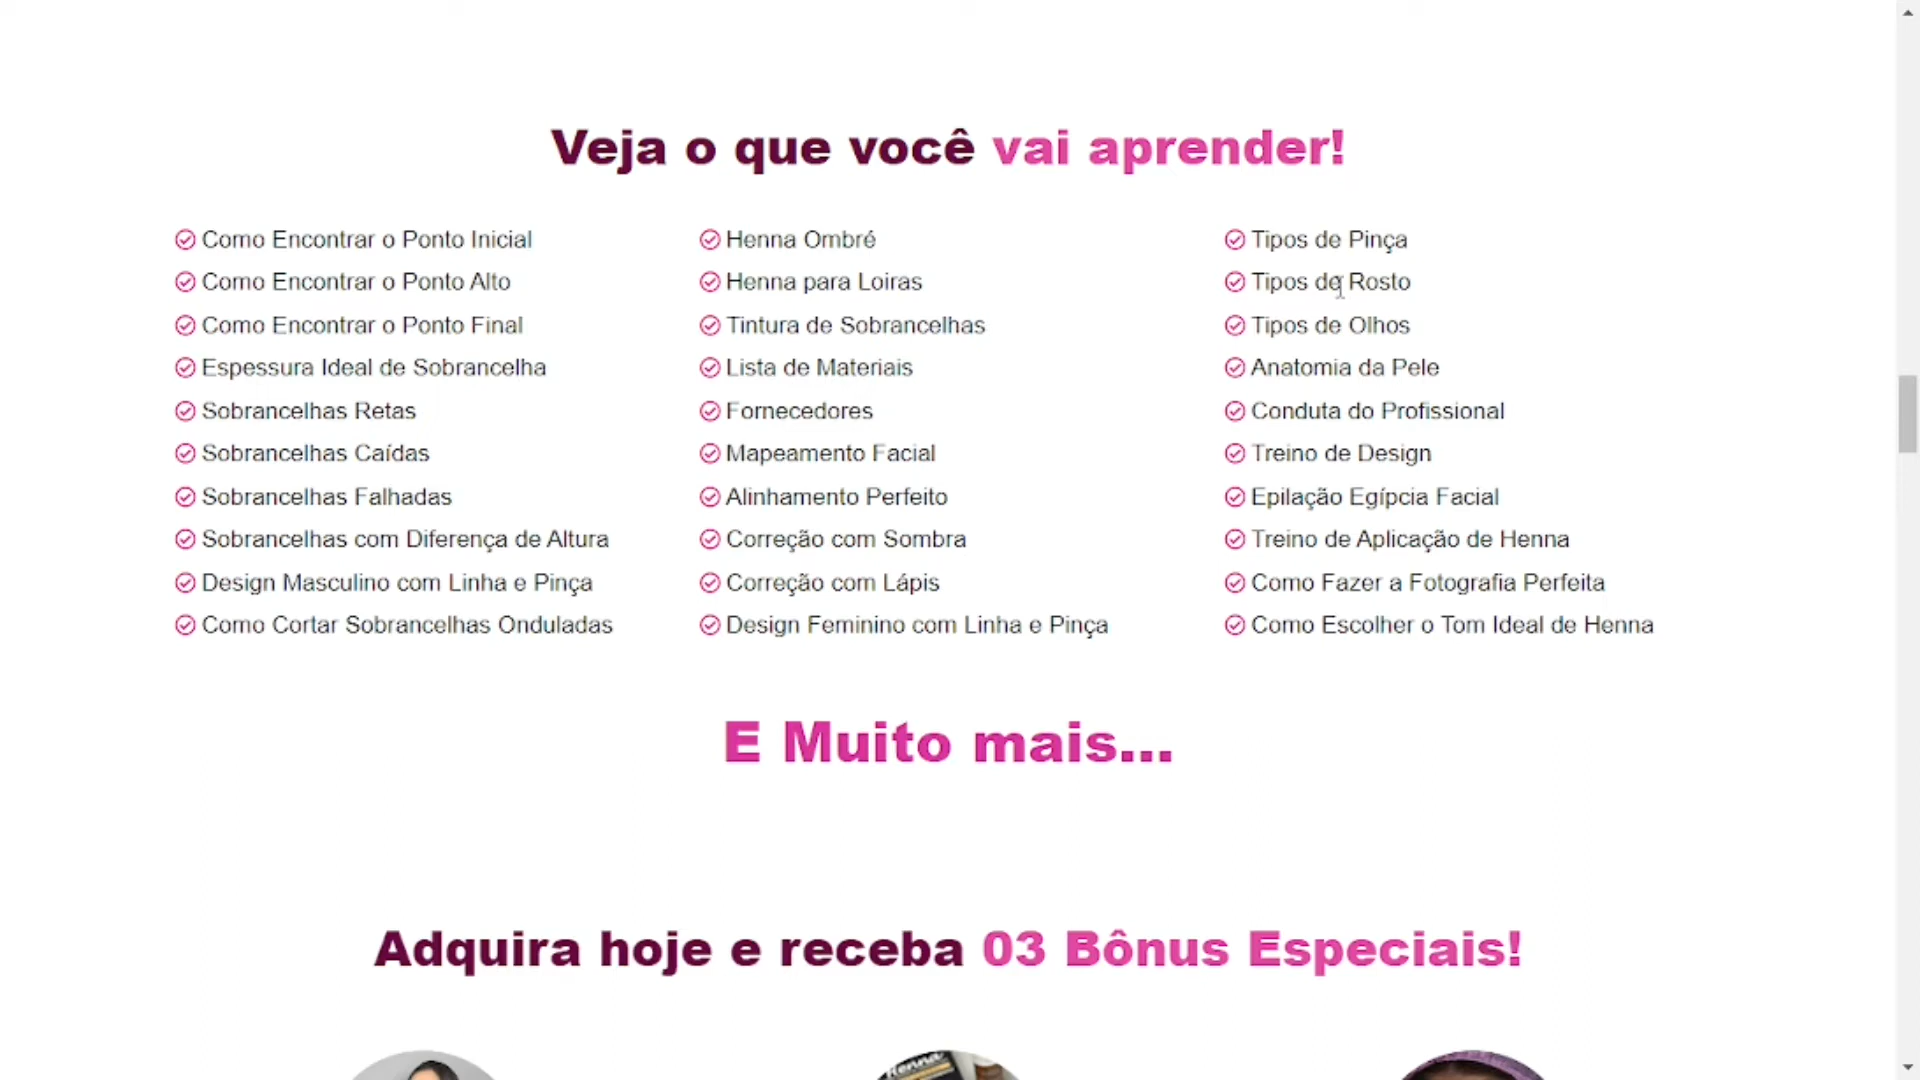 Veja o que você vai aprender!
Como Encontrar o Ponto Inicial
Como Encontrar o Ponto Alto
Como Encontrar o Ponto Final
Espessura Ideal de Sobrancelha
Sobrancelhas Retas
Sobrancelhas Caídas
Sobrancelhas Falhadas
Sobrancelhas com Diferença de Altura
Design Masculino com Linha e Pinça
Como Cortar Sobrancelhas Onduladas
Henna Ombré
Henna para Loiras
Tintura de Sobrancelhas
Lista de Materiais
Fornecedores
Mapeamento Facial
Alinhamento Perfeito
Correção com Sombra
Correção com Lápis
Design Feminino com Linha e Pinça
Tipos de Pinça
Tipos de Rosto
Tipos de Olhos
Anatomia da Pele
Conduta do Profissional
Treino de Design
Epilação Egípcia Facial
Treino de Aplicação de Henna
Como Fazer a Fotografia Perfeita
Como Escolher o Tom Ideal de Henna
E Muito mais...
Adquira hoje e receba 03 Bônus Especiais!
Henna